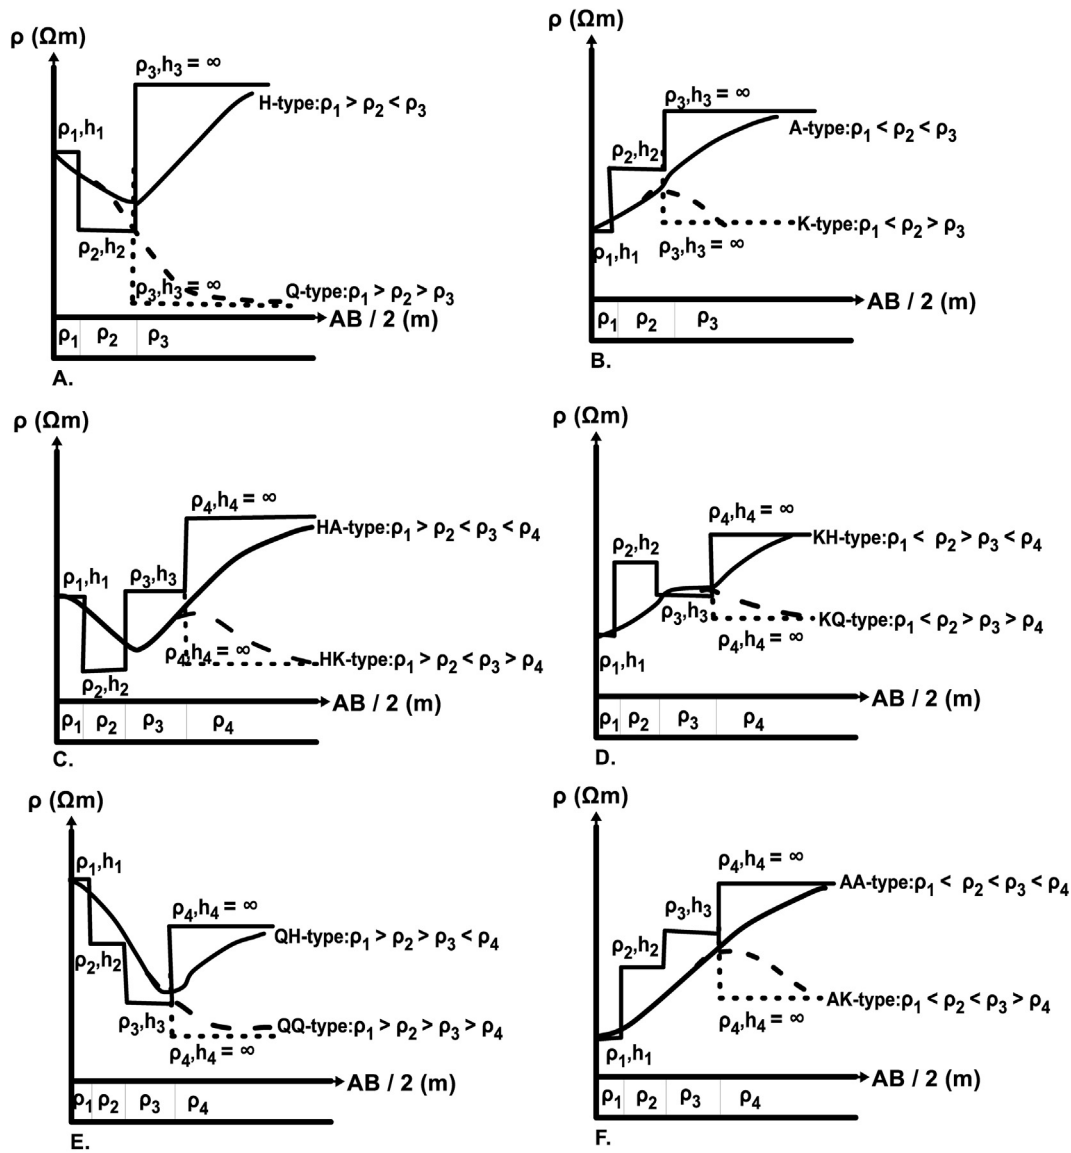 ρ (Ωm)
ρ3,h3 = ∞
H-type:ρ1 > ρ2 < ρ3
ρ1,h1
ρ2,h2
ρ3,h3 = ∞
Q-type:ρ1 > ρ2 > ρ3
AB / 2 (m)
ρ1 ρ2 ρ3
A.
ρ (Ωm)
ρ3,h3 = ∞
A-type:ρ1 < ρ2 < ρ3
ρ2,h2
K-type:ρ1 < ρ2 > ρ3
ρ1,h1 ρ3,h3 = ∞
AB / 2 (m)
ρ1 ρ2 ρ3
B.
ρ (Ωm)
ρ4,h4 = ∞
HA-type:ρ1 > ρ2 < ρ3 < ρ4
ρ1,h1 ρ3,h3
ρ4,h4 = ∞
HK-type:ρ1 > ρ2 < ρ3 > ρ4
ρ2,h2
AB / 2 (m)
ρ1 ρ2 ρ3 ρ4
C.
ρ (Ωm)
ρ4,h4 = ∞
KH-type:ρ1 < ρ2 > ρ3 < ρ4
ρ2,h2
ρ3,h3
KQ-type:ρ1 < ρ2 > ρ3 > ρ4
ρ4,h4 = ∞
ρ1,h1
AB / 2 (m)
ρ1 ρ2 ρ3 ρ4
D.
ρ (Ωm)
ρ1,h1
ρ4,h4 = ∞
QH-type:ρ1 > ρ2 > ρ3 < ρ4
ρ2,h2
ρ3,h3
QQ-type:ρ1 > ρ2 > ρ3 > ρ4
ρ4,h4 = ∞
AB / 2 (m)
ρ1 ρ2 ρ3 ρ4
E.
ρ (Ωm)
ρ4,h4 = ∞
AA-type:ρ1 < ρ2 < ρ3 < ρ4
ρ3,h3
ρ2,h2
AK-type:ρ1 < ρ2 < ρ3 > ρ4
ρ4,h4 = ∞
ρ1,h1
AB / 2 (m)
ρ1 ρ2 ρ3 ρ4
F.